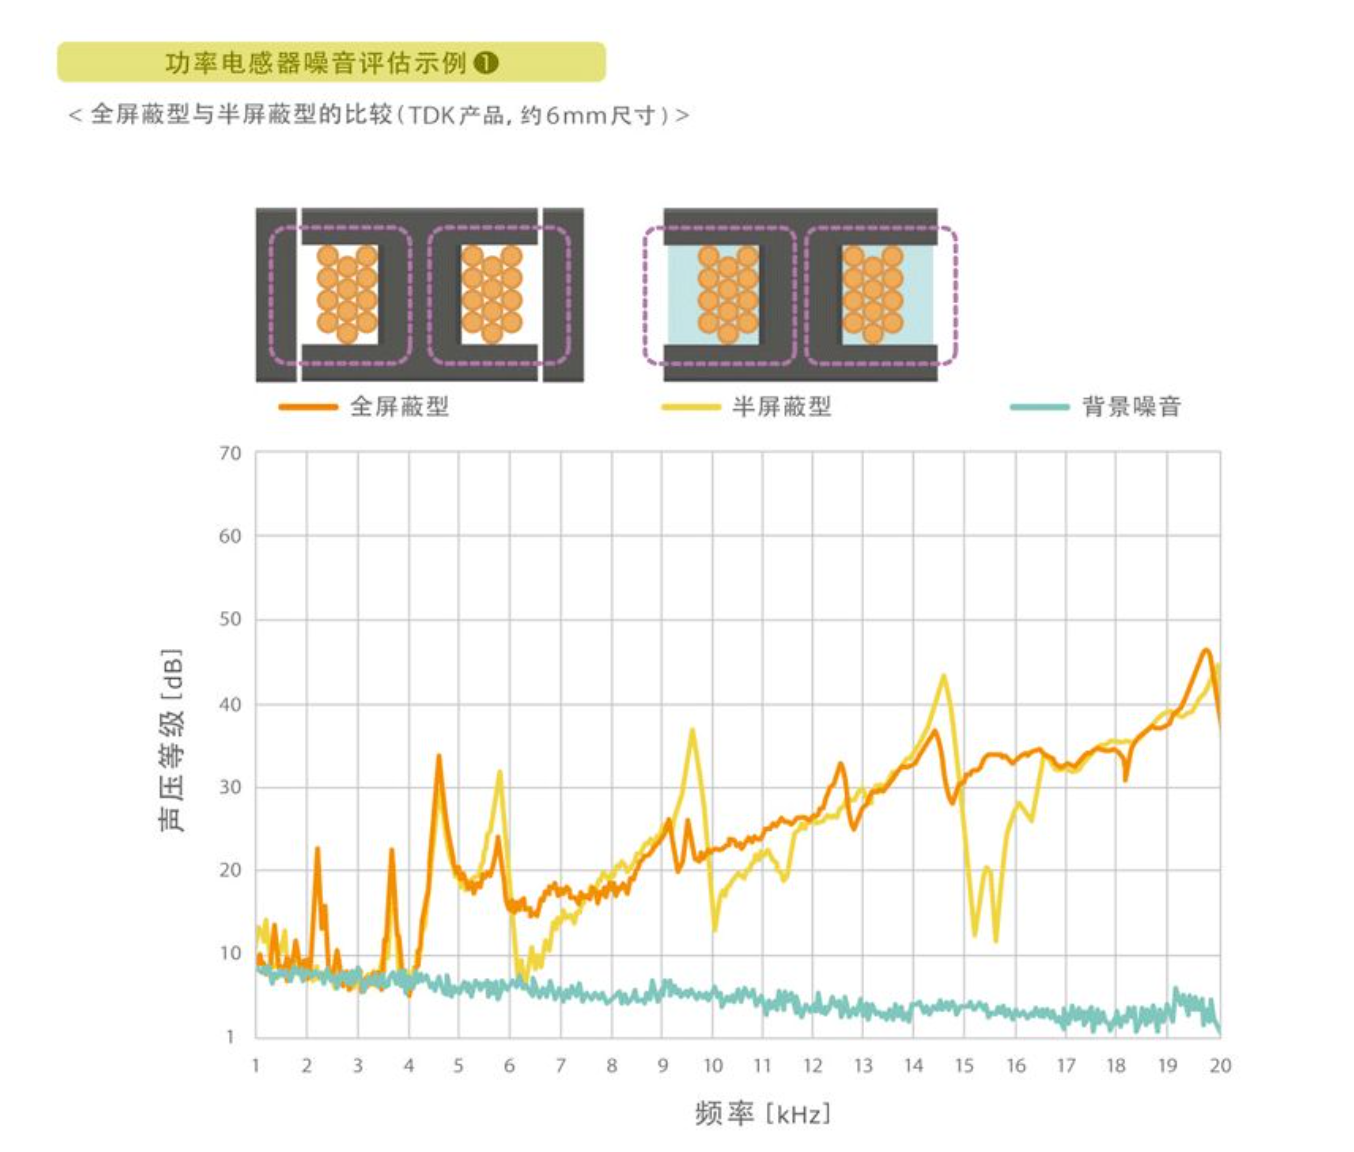 功率电感器噪音评估示例❶
< 全屏蔽型与半屏蔽型的比较(TDK产品, 约6mm尺寸) >
全屏蔽型
半屏蔽型
背景噪音
70
60
50
40
30
20
10
1
声压等级 [dB]
1 2 3 4 5 6 7 8 9 10 11 12 13 14 15 16 17 18 19 20
频率 [kHz]